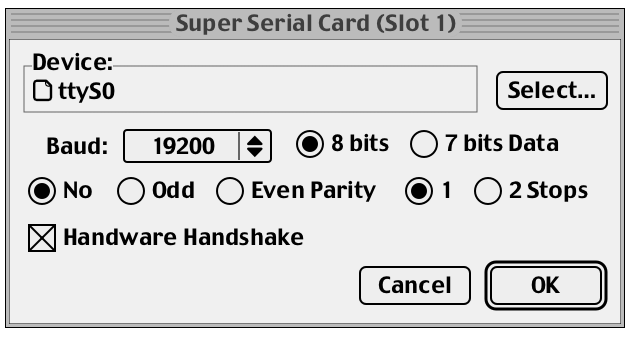 Super Serial Card (Slot 1)
Device:
ttyS0
Select...
Baud: 19200 8 bits 7 bits Data
No Odd Even Parity 1 2 Stops
Handware Handshake
Cancel OK